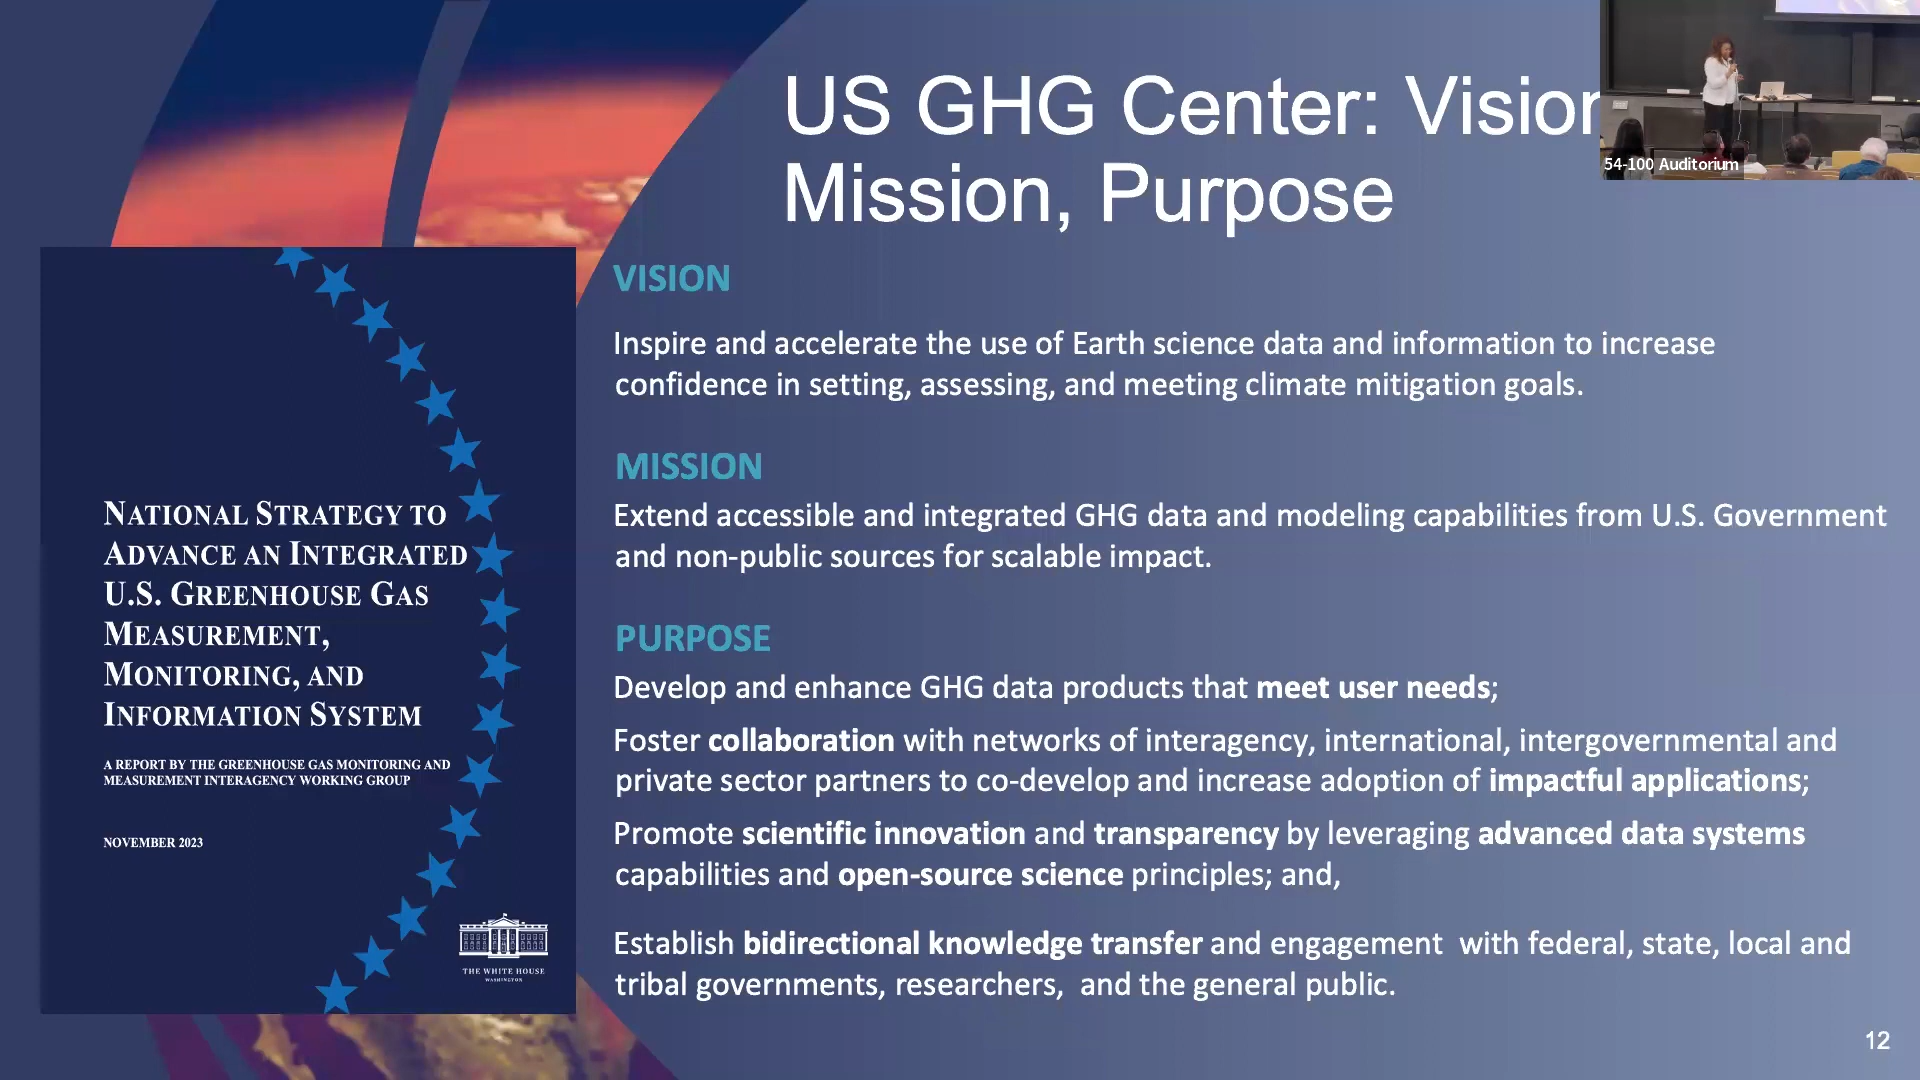 US GHG Center: Vision
Mission, Purpose
54-100 Auditorium
VISION
Inspire and accelerate the use of Earth science data and information to increase
confidence in setting, assessing, and meeting climate mitigation goals.
MISSION
Extend accessible and integrated GHG data and modeling capabilities from U.S. Government
and non-public sources for scalable impact.
PURPOSE
Develop and enhance GHG data products that meet user needs;
Foster collaboration with networks of interagency, international, intergovernmental and
private sector partners to co-develop and increase adoption of impactful applications;
Promote scientific innovation and transparency by leveraging advanced data systems
capabilities and open-source science principles; and,
Establish bidirectional knowledge transfer and engagement  with federal, state, local and
tribal governments, researchers,  and the general public.
NATIONAL STRATEGY TO
ADVANCE AN INTEGRATED
U.S. GREENHOUSE GAS
MEASUREMENT,
MONITORING, AND
INFORMATION SYSTEM
A REPORT BY THE GREENHOUSE GAS MONITORING AND
MEASUREMENT INTERAGENCY WORKING GROUP
NOVEMBER 2023
THE WHITE HOUSE
WASHINGTON
12